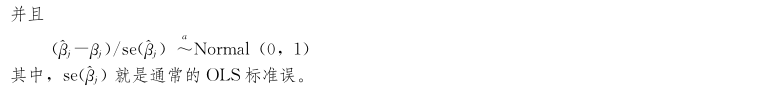 并且
(β̂ⱼ−βⱼ)/se(β̂ⱼ) ~ᵃ Normal (0, 1)
其中，se(β̂ⱼ) 就是通常的 OLS 标准误。